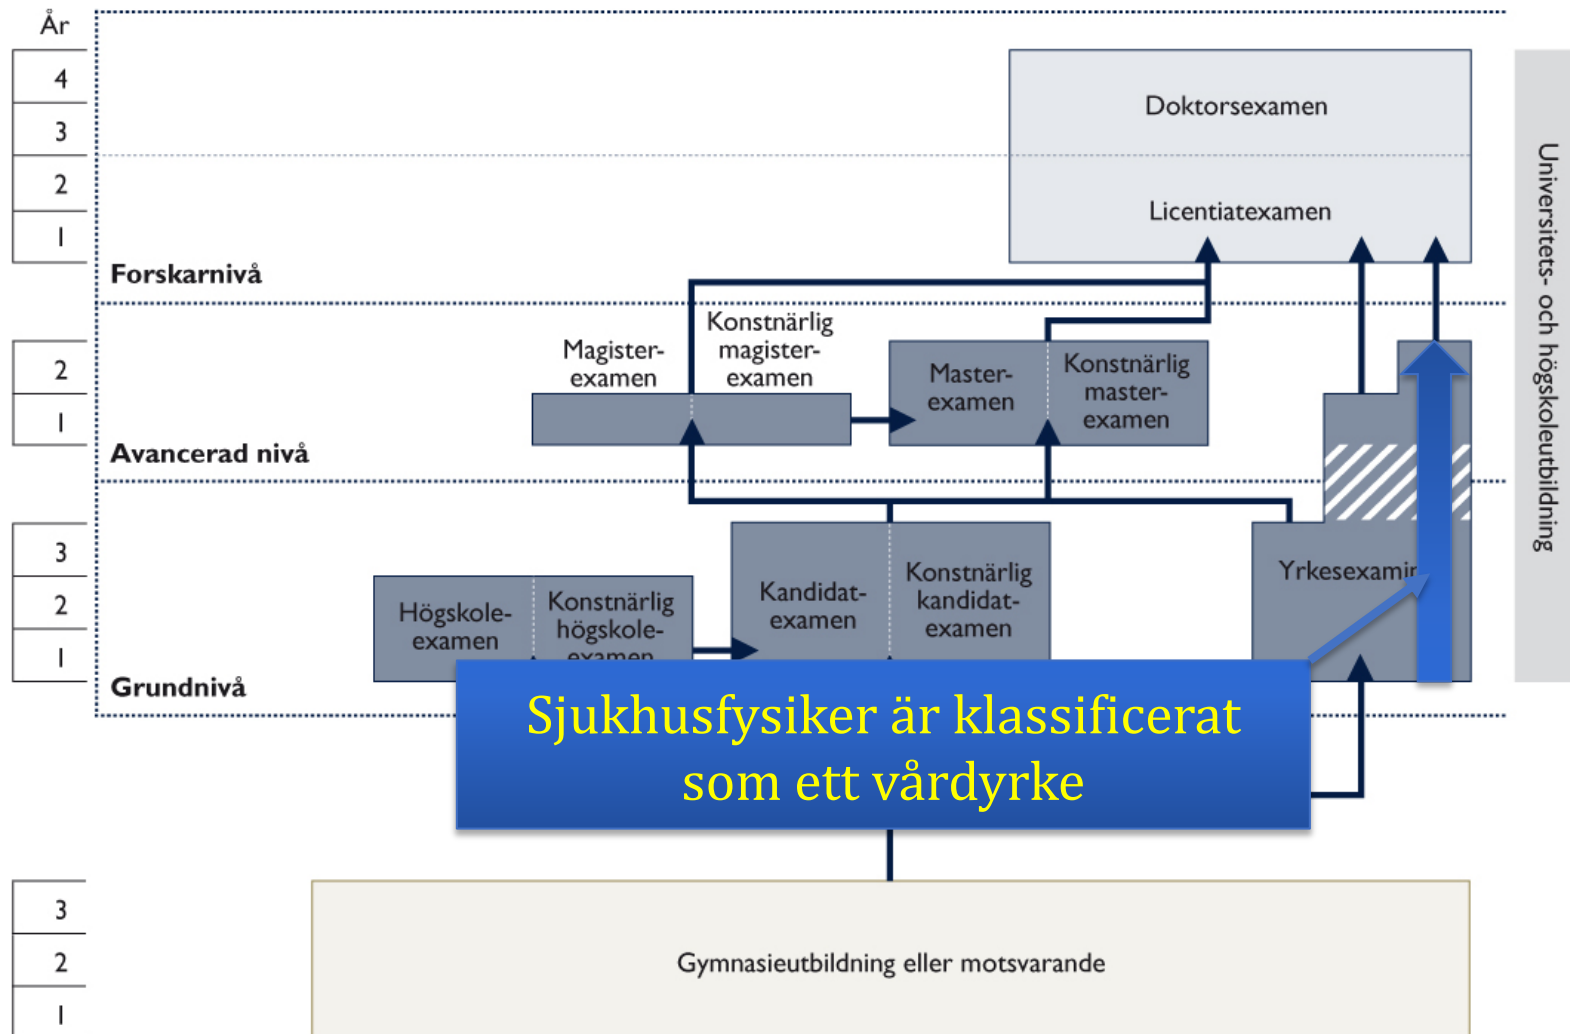 År
4
3
2
1
Doktorsexamen
Licentiatexamen
Forskarnivå
2
1
Magister-
examen
Konstnärlig
magister-
examen
Master-
examen
Konstnärlig
master-
examen
Avancerad nivå
3
2
1
Högskole-
examen
Konstnärlig
högskole-
examen
Kandidat-
examen
Konstnärlig
kandidat-
examen
Yrkesexamin
Grundnivå
Sjukhusfysiker är klassificerat
som ett vårdyrke
3
2
1
Gymnasieutbildning eller motsvarande
Universitets- och högskoleutbildning